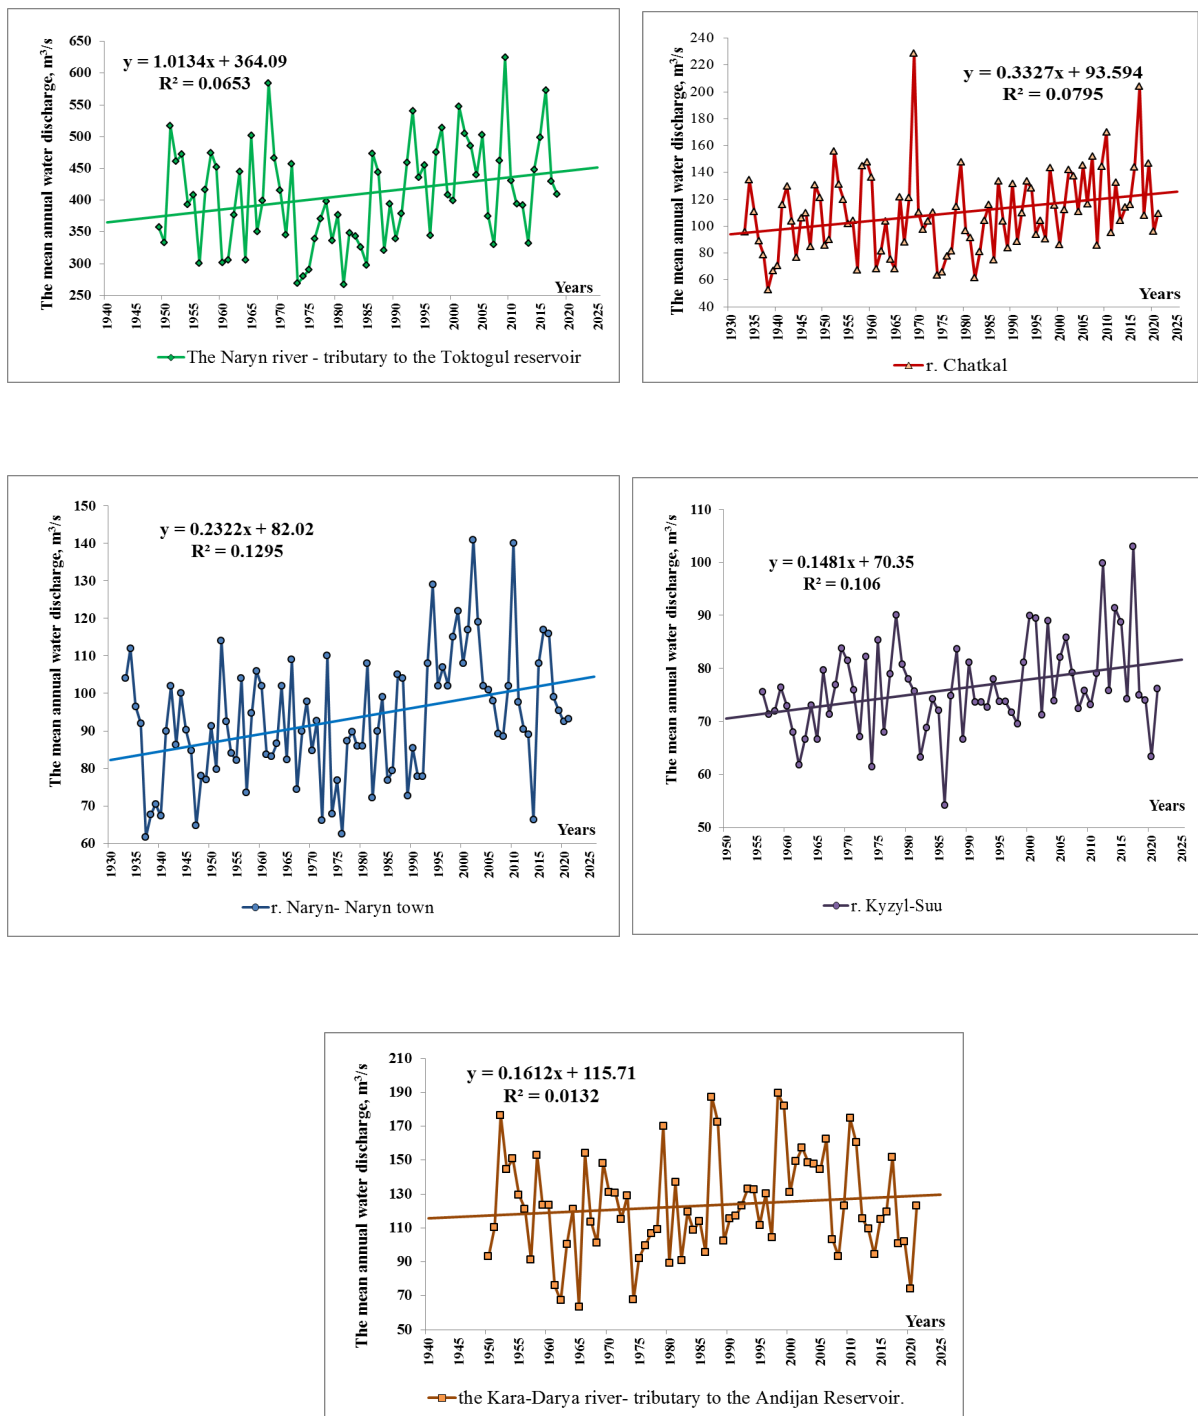 The mean annual water discharge, m³/s
650
600
550
500
450
400
350
300
250
y = 1.0134x + 364.09
R² = 0.0653
Years
1940 1945 1950 1955 1960 1965 1970 1975 1980 1985 1990 1995 2000 2005 2010 2015 2020 2025
The Naryn river - tributary to the Toktogul reservoir
The mean annual water discharge, m³/s
240
220
200
180
160
140
120
100
80
60
40
y = 0.3327x + 93.594
R² = 0.0795
Years
1930 1935 1940 1945 1950 1955 1960 1965 1970 1975 1980 1985 1990 1995 2000 2005 2010 2015 2020 2025
r. Chatkal
The mean annual water discharge, m³/s
150
140
130
120
110
100
90
80
70
60
y = 0.2322x + 82.02
R² = 0.1295
Years
1930 1935 1940 1945 1950 1955 1960 1965 1970 1975 1980 1985 1990 1995 2000 2005 2010 2015 2020 2025
r. Naryn- Naryn town
The mean annual water discharge, m³/s
110
100
90
80
70
60
50
y = 0.1481x + 70.35
R² = 0.106
Years
1950 1955 1960 1965 1970 1975 1980 1985 1990 1995 2000 2005 2010 2015 2020 2025
r. Kyzyl-Suu
The mean annual water discharge, m³/s
210
190
170
150
130
110
90
70
50
y = 0.1612x + 115.71
R² = 0.0132
Years
1940 1945 1950 1955 1960 1965 1970 1975 1980 1985 1990 1995 2000 2005 2010 2015 2020 2025
the Kara-Darya river- tributary to the Andijan Reservoir.